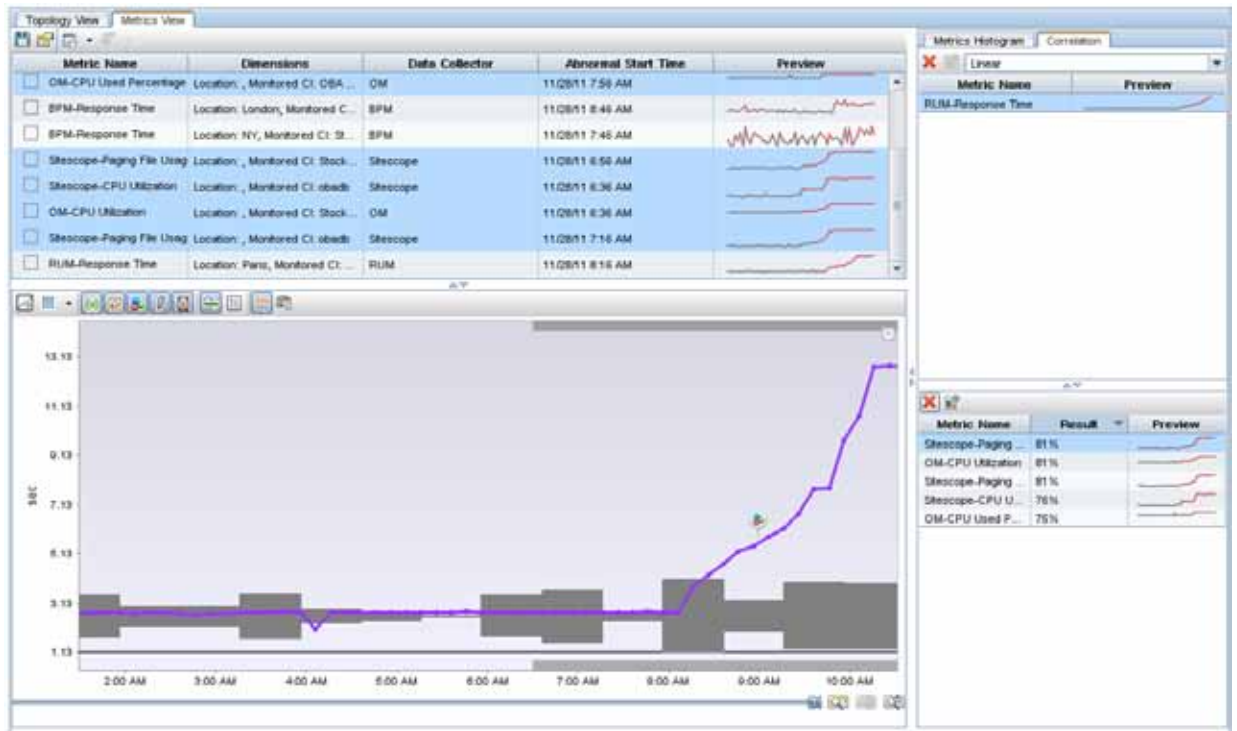 Topology View Metrics View
Metric Name Dimensions Data Collector Abnormal Start Time Preview
OM-CPU Used Percentage Location: , Monitored CI: OBA ... OM 11/28/11 7:56 AM
BPM-Response Time Location: London, Monitored C... BPM 11/28/11 8:46 AM
BPM-Response Time Location: NY, Monitored CI: St... BPM 11/28/11 7:46 AM
Sitescope-Paging File Usag Location: , Monitored CI: Stock... Sitescope 11/28/11 6:56 AM
Sitescope-CPU Utilization Location: , Monitored CI: obadb Sitescope 11/28/11 6:36 AM
OM-CPU Utilization Location: , Monitored CI: Stock... OM 11/28/11 6:36 AM
Sitescope-Paging File Usag Location: , Monitored CI: obadb Sitescope 11/28/11 7:16 AM
RUM-Response Time Location: Paris, Monitored CI: ... RUM 11/28/11 8:16 AM
sec
13.13
11.13
9.13
7.13
5.13
3.13
1.13
2:00 AM 3:00 AM 4:00 AM 5:00 AM 6:00 AM 7:00 AM 8:00 AM 9:00 AM 10:00 AM
Metrics Histogram Correlation
Linear
Metric Name Preview
RUM-Response Time
Metric Name Result Preview
Sitescope-Paging ... 81%
OM-CPU Utilization 81%
Sitescope-Paging ... 81%
Sitescope-CPU U... 76%
OM-CPU Used P... 75%